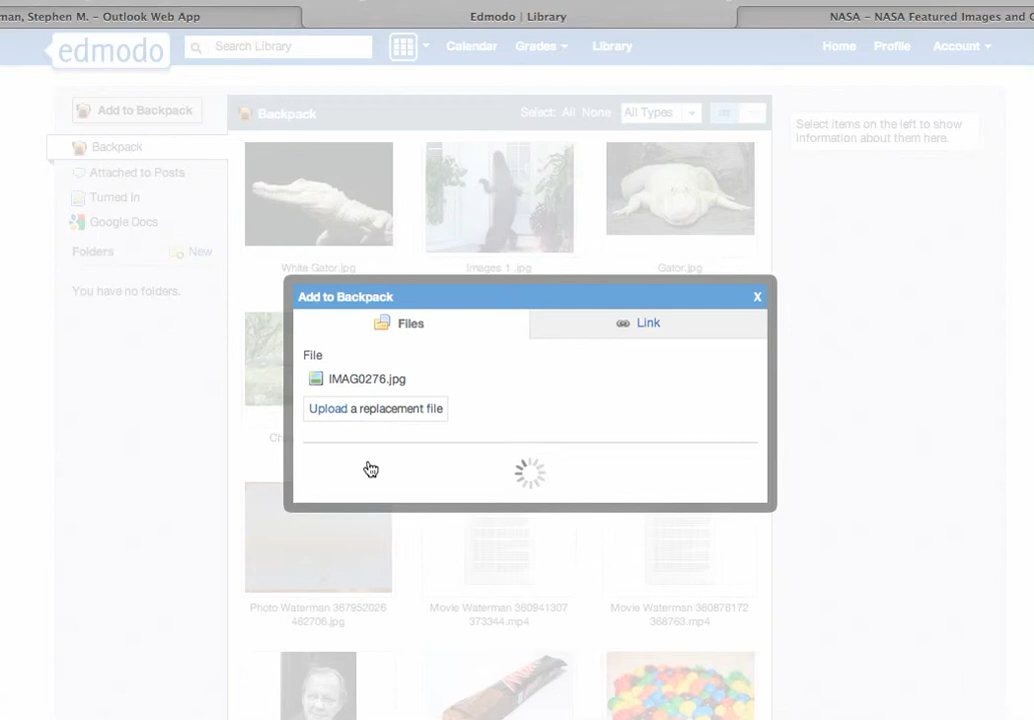 man, Stephen M. – Outlook Web App
Edmodo | Library
NASA – NASA Featured Images and
edmodo
Search Library
Calendar
Grades
Library
Home
Profile
Account
Add to Backpack
Backpack
Select: All None
All Types
Select items on the left to show
information about them here.
Backpack
Attached to Posts
Turned In
Google Docs
Folders
New
You have no folders.
White Gator.jpg
Images 1 .jpg
Gator.jpg
Add to Backpack
X
Files
Link
File
IMAG0276.jpg
Upload a replacement file
Photo Waterman 367952026
462706.jpg
Movie Waterman 360941307
373344.mp4
Movie Waterman 360876172
368763.mp4